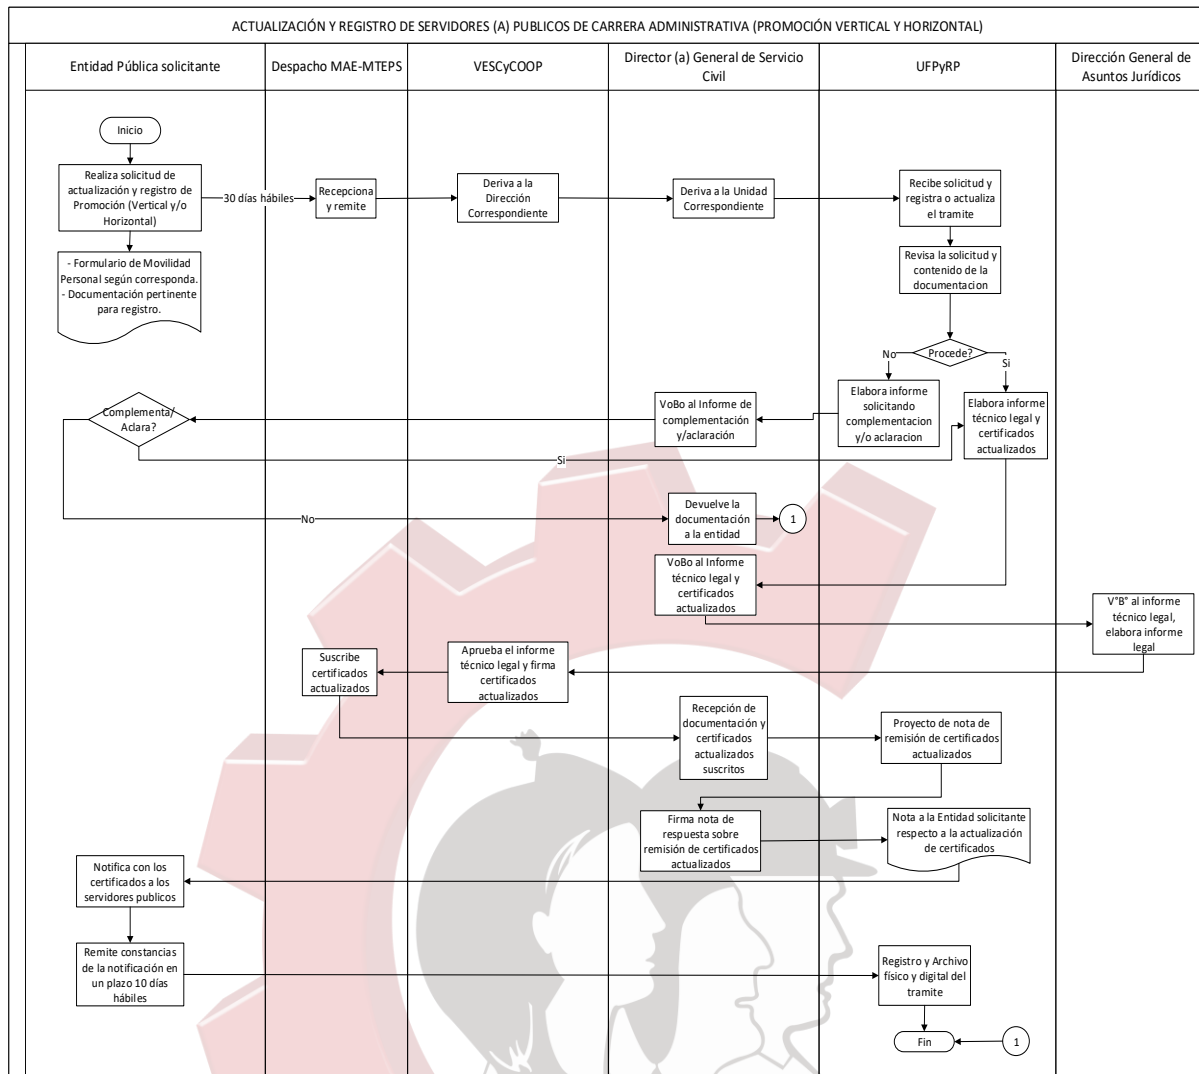 ACTUALIZACIÓN Y REGISTRO DE SERVIDORES (A) PUBLICOS DE CARRERA ADMINISTRATIVA (PROMOCIÓN VERTICAL Y HORIZONTAL)
Entidad Pública solicitante
Despacho MAE-MTEPS
VESCyCOOP
Director (a) General de Servicio
Civil
UFPyRP
Dirección General de
Asuntos Jurídicos
Inicio
Realiza solicitud de
actualización y registro de
Promoción (Vertical y/o
Horizontal)
30 días hábiles
Recepciona
y remite
Deriva a la
Dirección
Correspondiente
Deriva a la Unidad
Correspondiente
Recibe solicitud y
registra o actualiza
el tramite
- Formulario de Movilidad
Personal según corresponda.
- Documentación pertinente
para registro.
Revisa la solicitud y
contenido de la
documentacion
Procede?
No
Si
Complementa/
Aclara?
VoBo al Informe de
complementación
y/aclaración
Elabora informe
solicitando
complementacion
y/o aclaracion
Elabora informe
técnico legal y
certificados
actualizados
Si
No
Devuelve la
documentación
a la entidad
1
VoBo al Informe
técnico legal y
certificados
actualizados
V°B° al informe
técnico legal,
elabora informe
legal
Suscribe
certificados
actualizados
Aprueba el informe
técnico legal y firma
certificados
actualizados
Recepción de
documentación y
certificados
actualizados
suscritos
Proyecto de nota de
remisión de certificados
actualizados
Firma nota de
respuesta sobre
remisión de certificados
actualizados
Nota a la Entidad solicitante
respecto a la actualización
de certificados
Notifica con los
certificados a los
servidores publicos
Remite constancias
de la notificación en
un plazo 10 días
hábiles
Registro y Archivo
físico y digital del
tramite
Fin
1